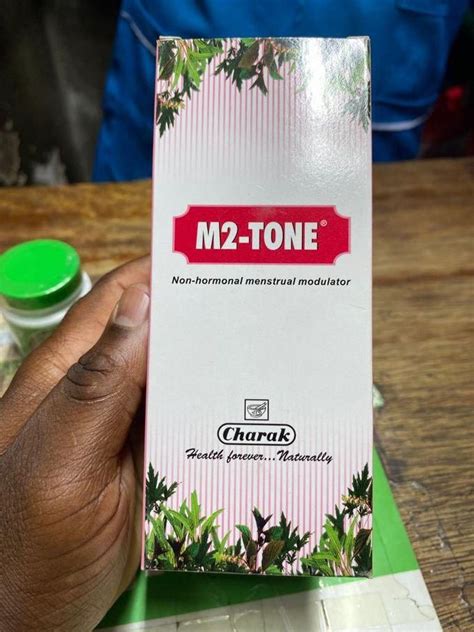 M2-TONE®
Non-hormonal menstrual modulator
Charak
Health forever...Naturally